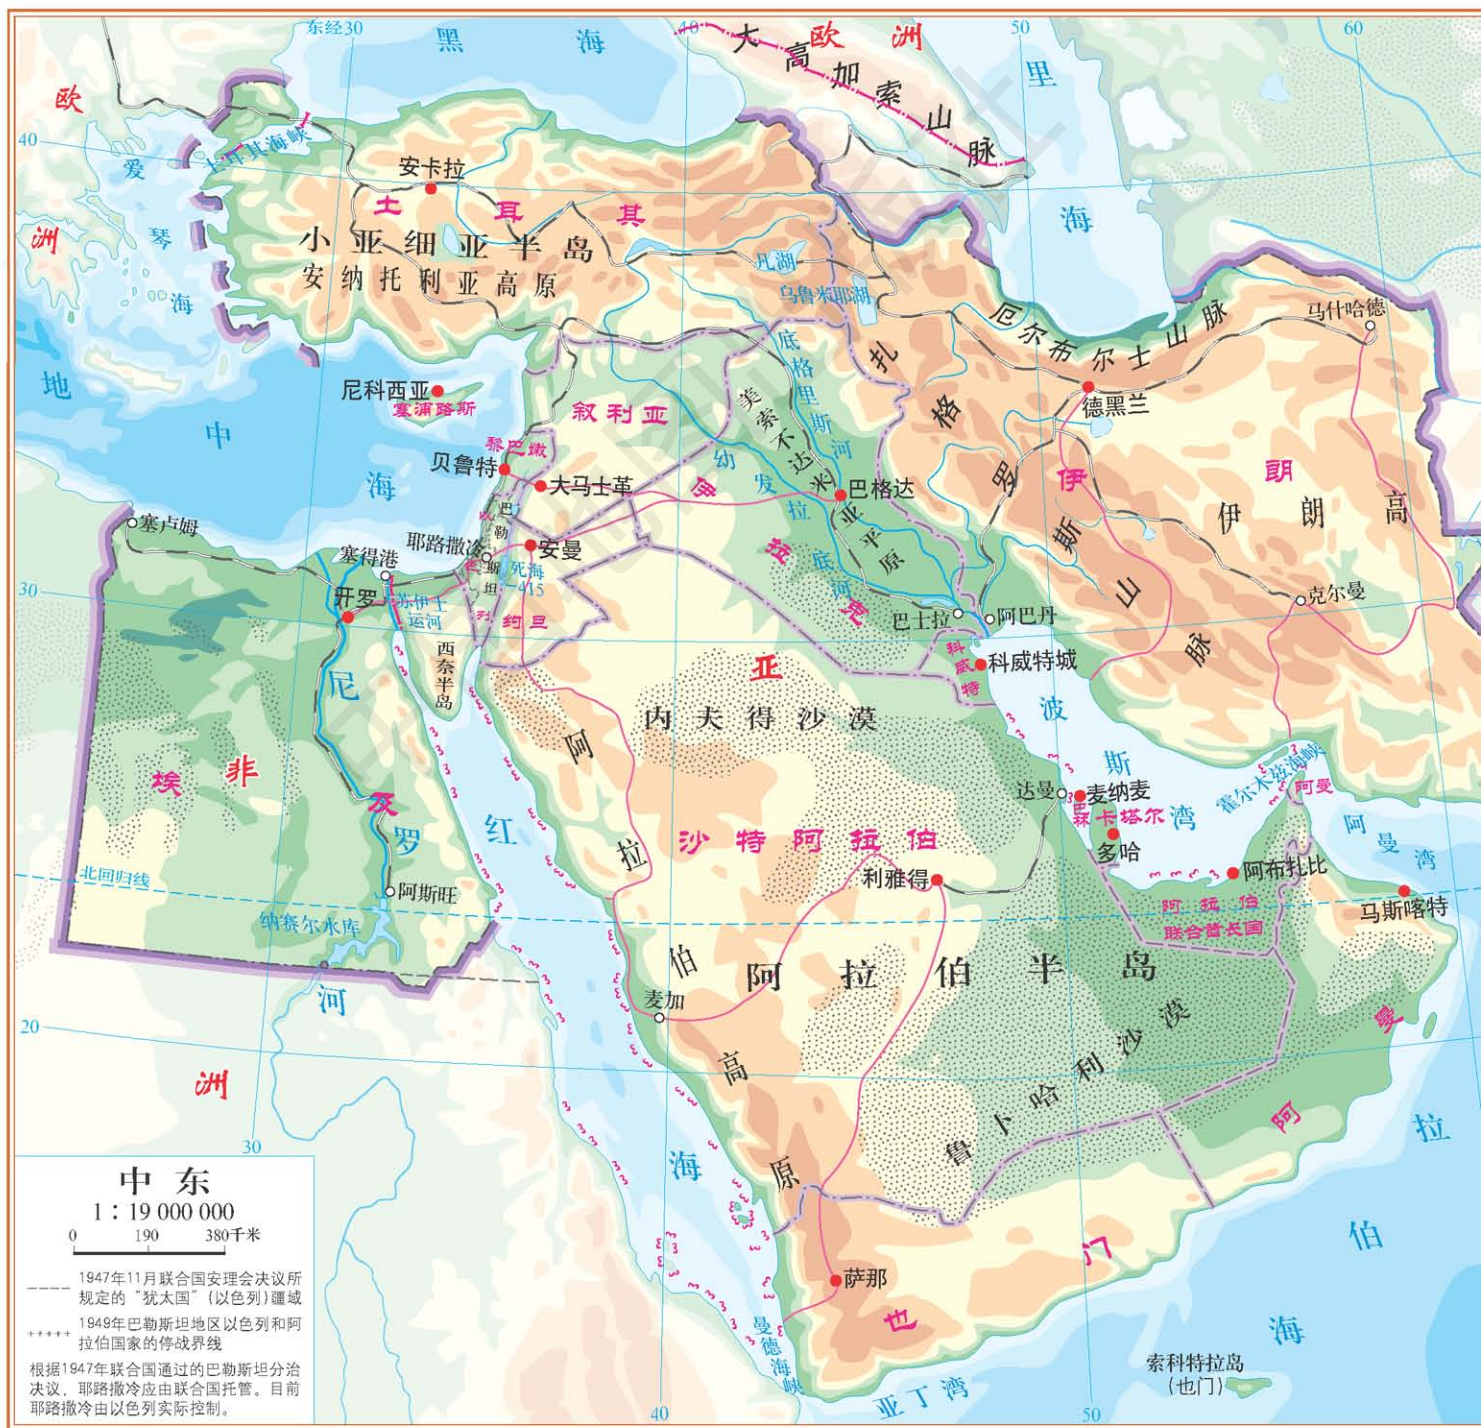 东经30
40
50
60
黑海
欧洲
大高加索山脉
里海
欧洲
40
爱琴海
土耳其海峡
安卡拉
土耳其
小亚细亚半岛
安纳托利亚高原
凡湖
乌鲁米耶湖
厄尔布尔士山脉
马什哈德
底格里斯河
扎格罗斯山脉
德黑兰
地中海
尼科西亚
塞浦路斯
叙利亚
美索不达米亚平原
黎巴嫩
贝鲁特
大马士革
幼发拉底河
伊拉克
巴格达
伊朗
伊朗高
塞卢姆
巴勒斯坦
耶路撒冷
安曼
塞得港
死海
-415
30
开罗
苏伊士
运河
约旦
巴士拉
阿巴丹
克尔曼
西奈半岛
科威特
科威特城
亚
尼罗河
内夫得沙漠
波斯湾
霍尔木兹海峡
阿曼
埃及
非洲
红海
阿拉伯高原
达曼
麦纳麦
巴林
卡塔尔
多哈
沙特阿拉伯
利雅得
阿布扎比
阿曼湾
马斯喀特
北回归线
阿斯旺
纳赛尔水库
阿拉伯
联合酋长国
阿拉伯半岛
麦加
20
鲁卜哈利沙漠
阿曼
阿拉伯海
30
萨那
也门
曼德海峡
亚丁湾
索科特拉岛
(也门)
40
50
中东
1：19 000 000
0 190 380千米
1947年11月联合国安理会决议所
规定的“犹太国”(以色列)疆域
1949年巴勒斯坦地区以色列和阿
拉伯国家的停战界线
根据1947年联合国通过的巴勒斯坦分治
决议，耶路撒冷应由联合国托管。目前
耶路撒冷由以色列实际控制。